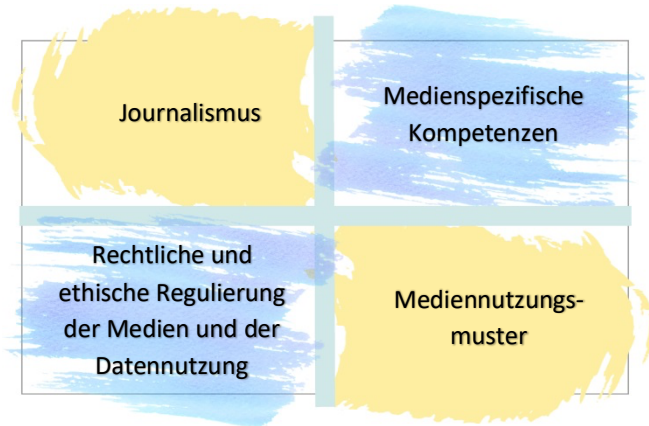 Journalismus
Medienspezifische
Kompetenzen
Rechtliche und
ethische Regulierung
der Medien und der
Datennutzung
Mediennutzungs-
muster